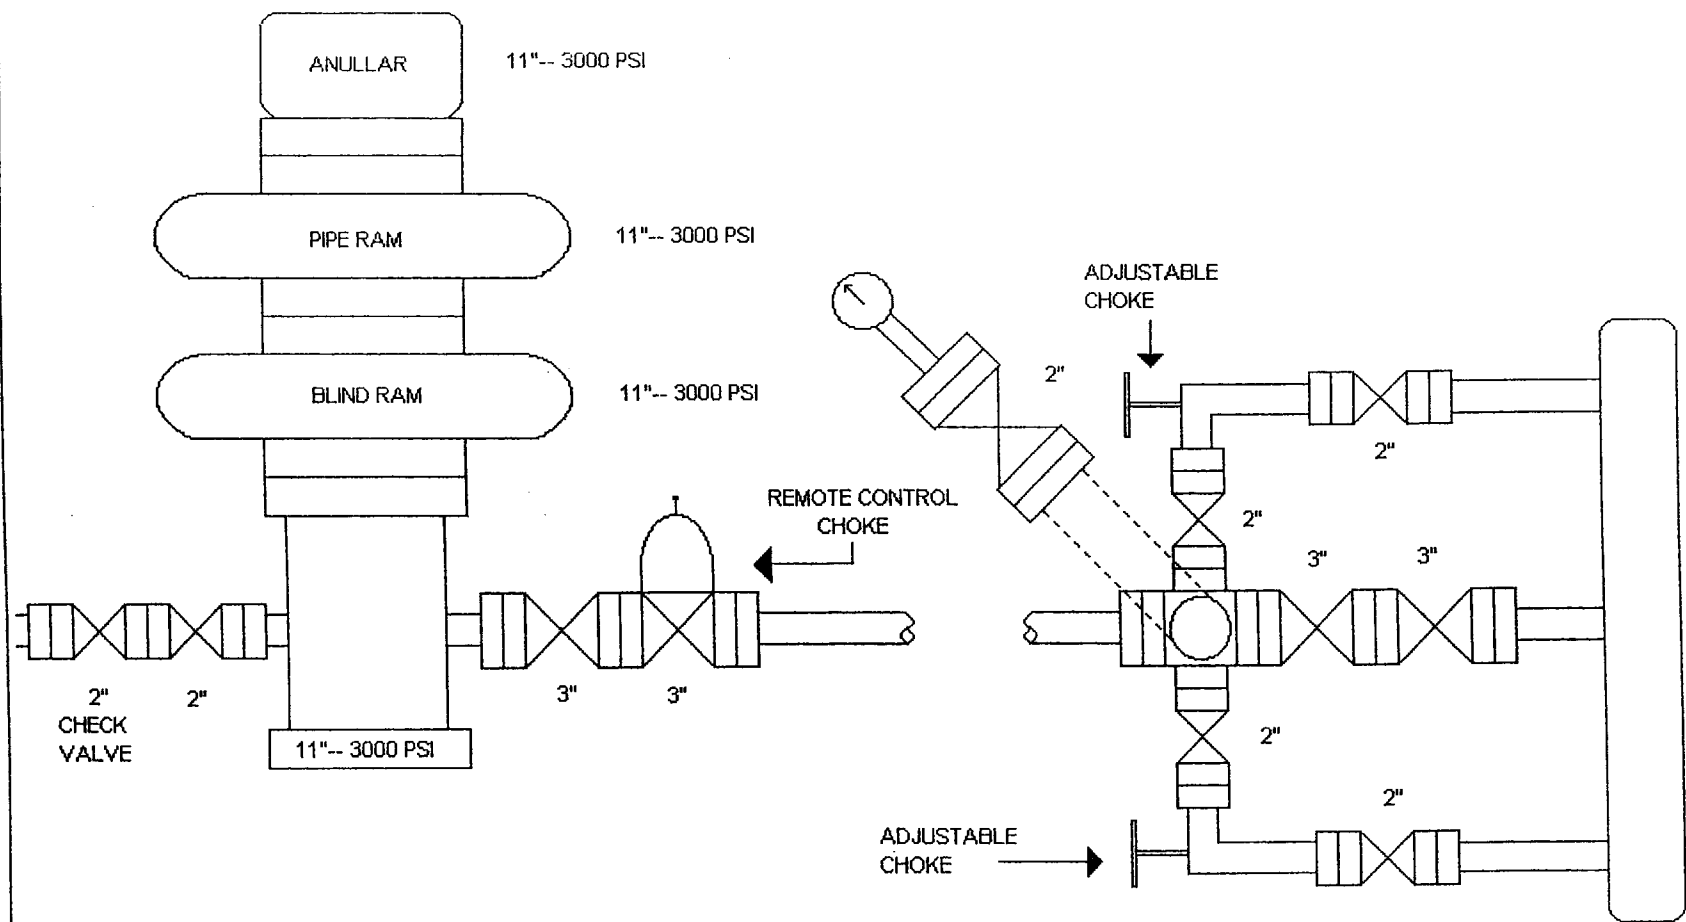 ANULLAR
11"-- 3000 PSI
PIPE RAM
11"-- 3000 PSI
BLIND RAM
11"-- 3000 PSI
REMOTE CONTROL
CHOKE
2"
2"
CHECK
VALVE
11"-- 3000 PSI
3"
3"
ADJUSTABLE
CHOKE
2"
2"
2"
3"
3"
2"
2"
ADJUSTABLE
CHOKE